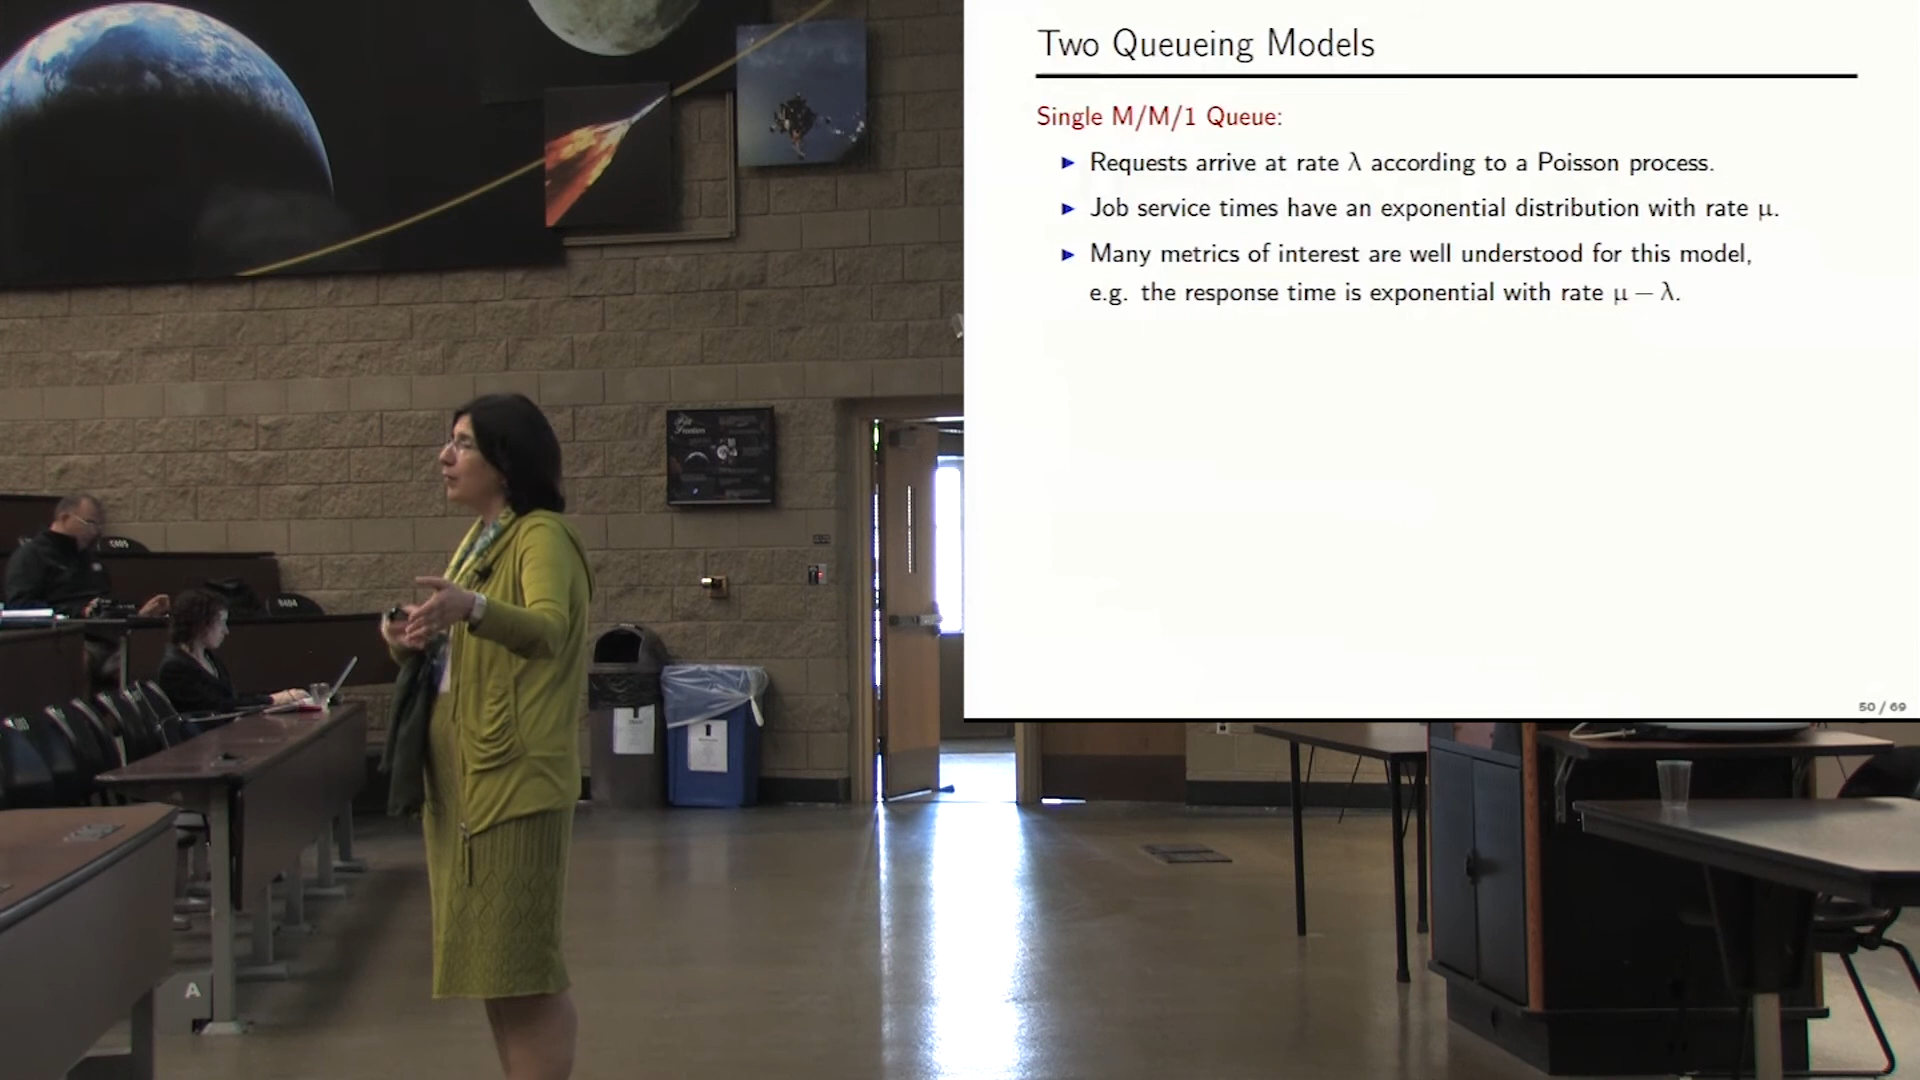 Two Queueing Models
Single M/M/1 Queue:
► Requests arrive at rate λ according to a Poisson process.
► Job service times have an exponential distribution with rate μ.
► Many metrics of interest are well understood for this model,
e.g. the response time is exponential with rate μ − λ.
50 / 69
A